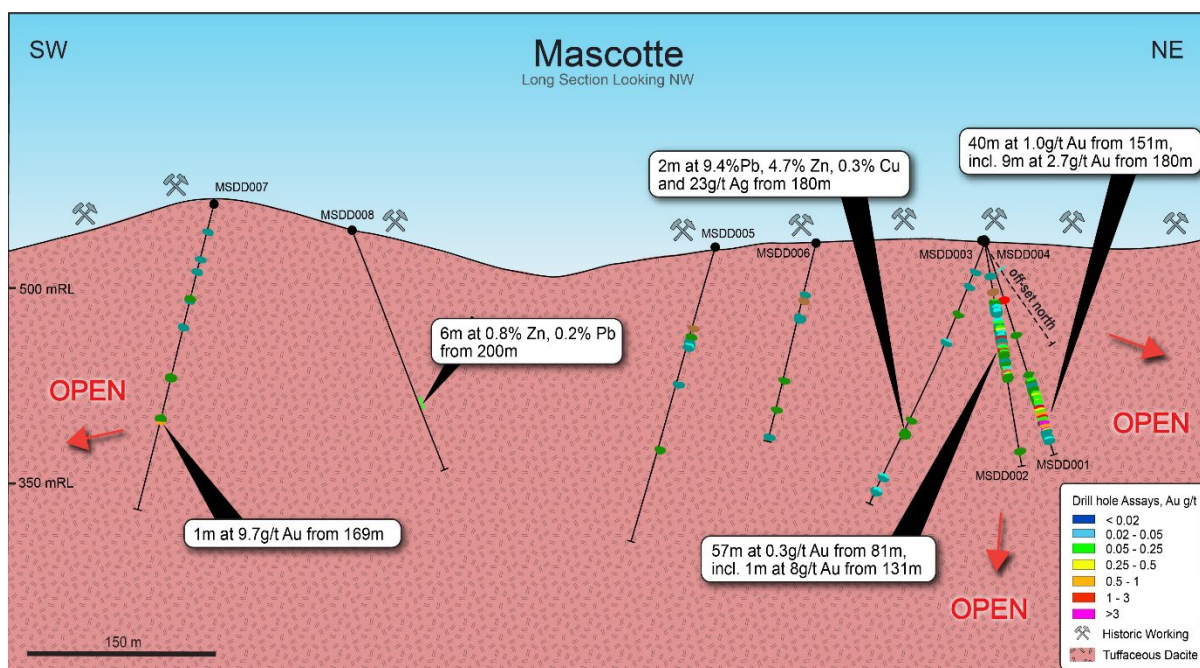 SW
Mascotte
NE
Long Section Looking NW
40m at 1.0g/t Au from 151m,
incl. 9m at 2.7g/t Au from 180m
2m at 9.4%Pb, 4.7% Zn, 0.3% Cu
and 23g/t Ag from 180m
MSDD007
MSDD008
MSDD005
MSDD006
MSDD003
MSDD004
off-set north
500 mRL
6m at 0.8% Zn, 0.2% Pb
from 200m
OPEN
OPEN
MSDD001
MSDD002
350 mRL
1m at 9.7g/t Au from 169m
57m at 0.3g/t Au from 81m,
incl. 1m at 8g/t Au from 131m
OPEN
Drill hole Assays, Au g/t
< 0.02
0.02 - 0.05
0.05 - 0.25
0.25 - 0.5
0.5 - 1
1 - 3
>3
Historic Working
Tuffaceous Dacite
150 m